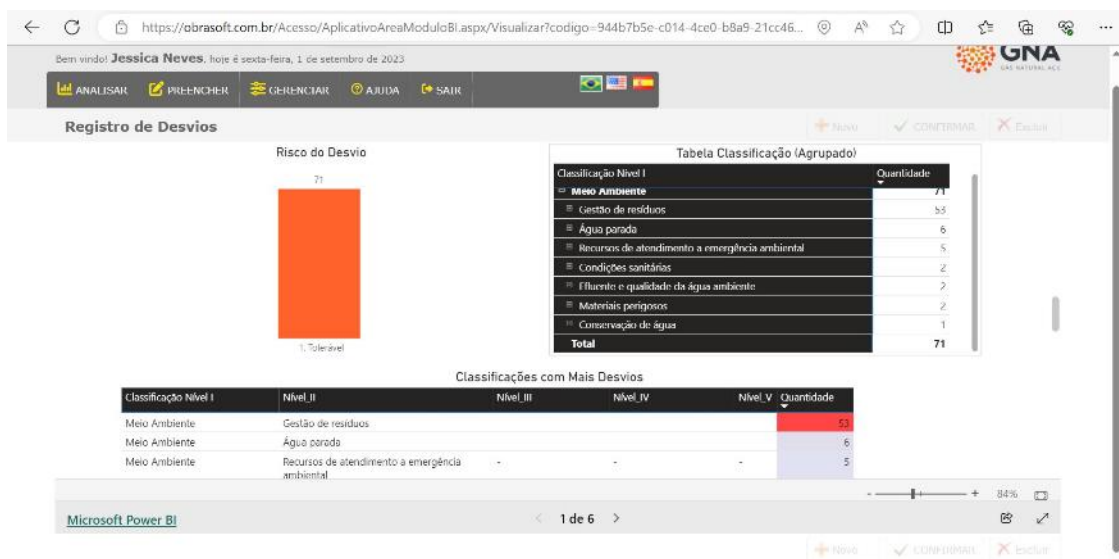 https://obrasoft.com.br/Acesso/AplicativoAreaModuloBI.aspx/Visualizar?codigo=944b7b5e-c014-4ce0-b8a9-21cc46...
Bem vindo! Jessica Neves, hoje é sexta-feira, 1 de setembro de 2023
GNA
GÁS NATURAL AÇU
ANALISAR PREENCHER GERENCIAR AJUDA SAIR
Registro de Desvios
Novo CONFIRMAR Excluir
Risco do Desvio
71
1. Tolerável
Tabela Classificação (Agrupado)
Classificação Nível I Quantidade
Meio Ambiente 71
Gestão de resíduos 53
Água parada 6
Recursos de atendimento a emergência ambiental 5
Condições sanitárias 2
Efluente e qualidade da água ambiente 2
Materiais perigosos 2
Conservação de água 1
Total 71
Classificações com Mais Desvios
Classificação Nível I Nível_II Nível_III Nível_IV Nível_V Quantidade
Meio Ambiente Gestão de resíduos 53
Meio Ambiente Água parada 6
Meio Ambiente Recursos de atendimento a emergência - - - 5
ambiental
- + 84%
Microsoft Power BI < 1 de 6 >
Novo CONFIRMAR Excluir